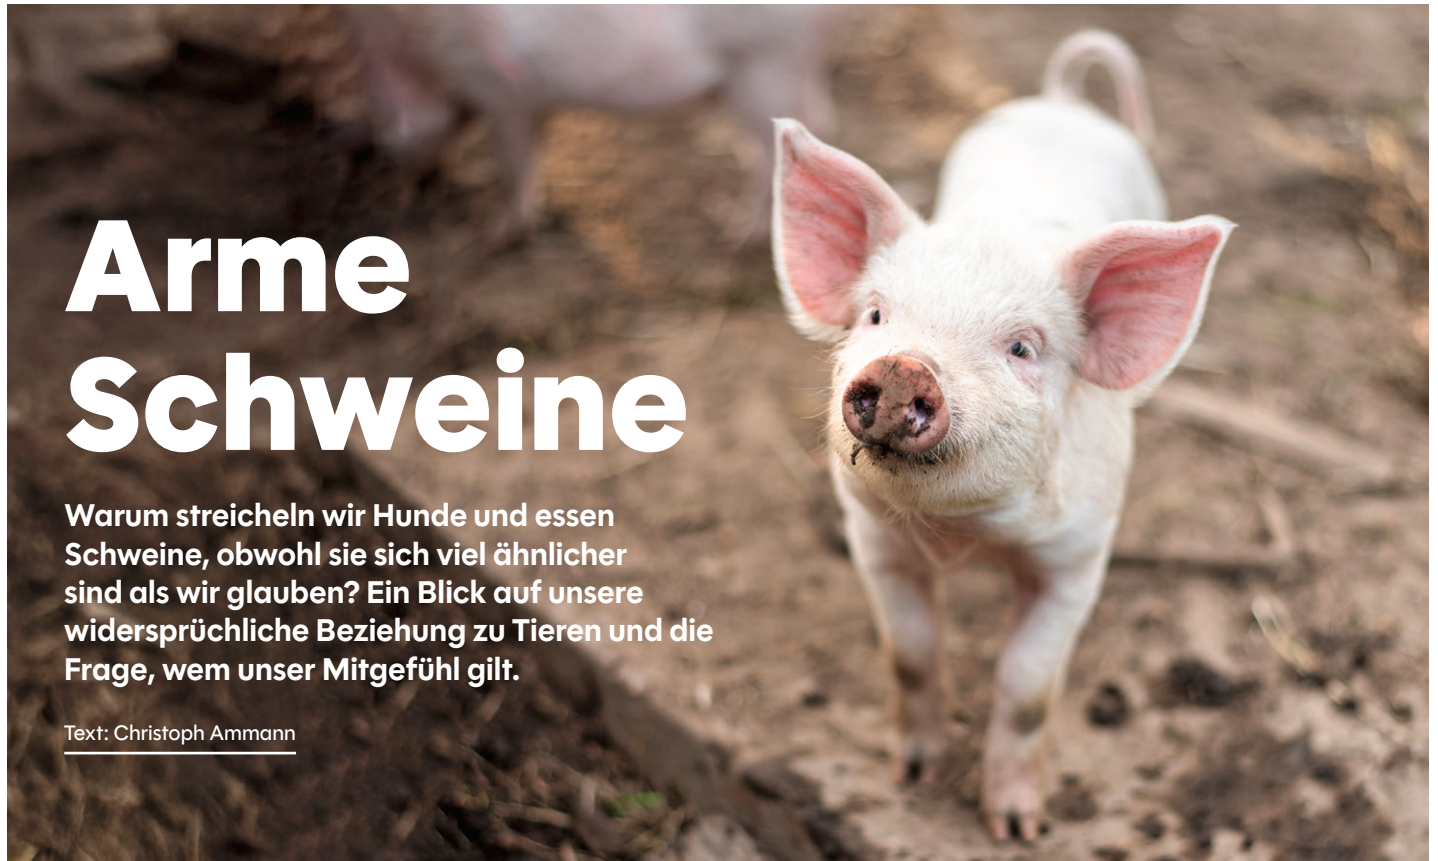 Arme
Schweine
Warum streicheln wir Hunde und essen
Schweine, obwohl sie sich viel ähnlicher
sind als wir glauben? Ein Blick auf unsere
widersprüchliche Beziehung zu Tieren und die
Frage, wem unser Mitgefühl gilt.
Text: Christoph Ammann